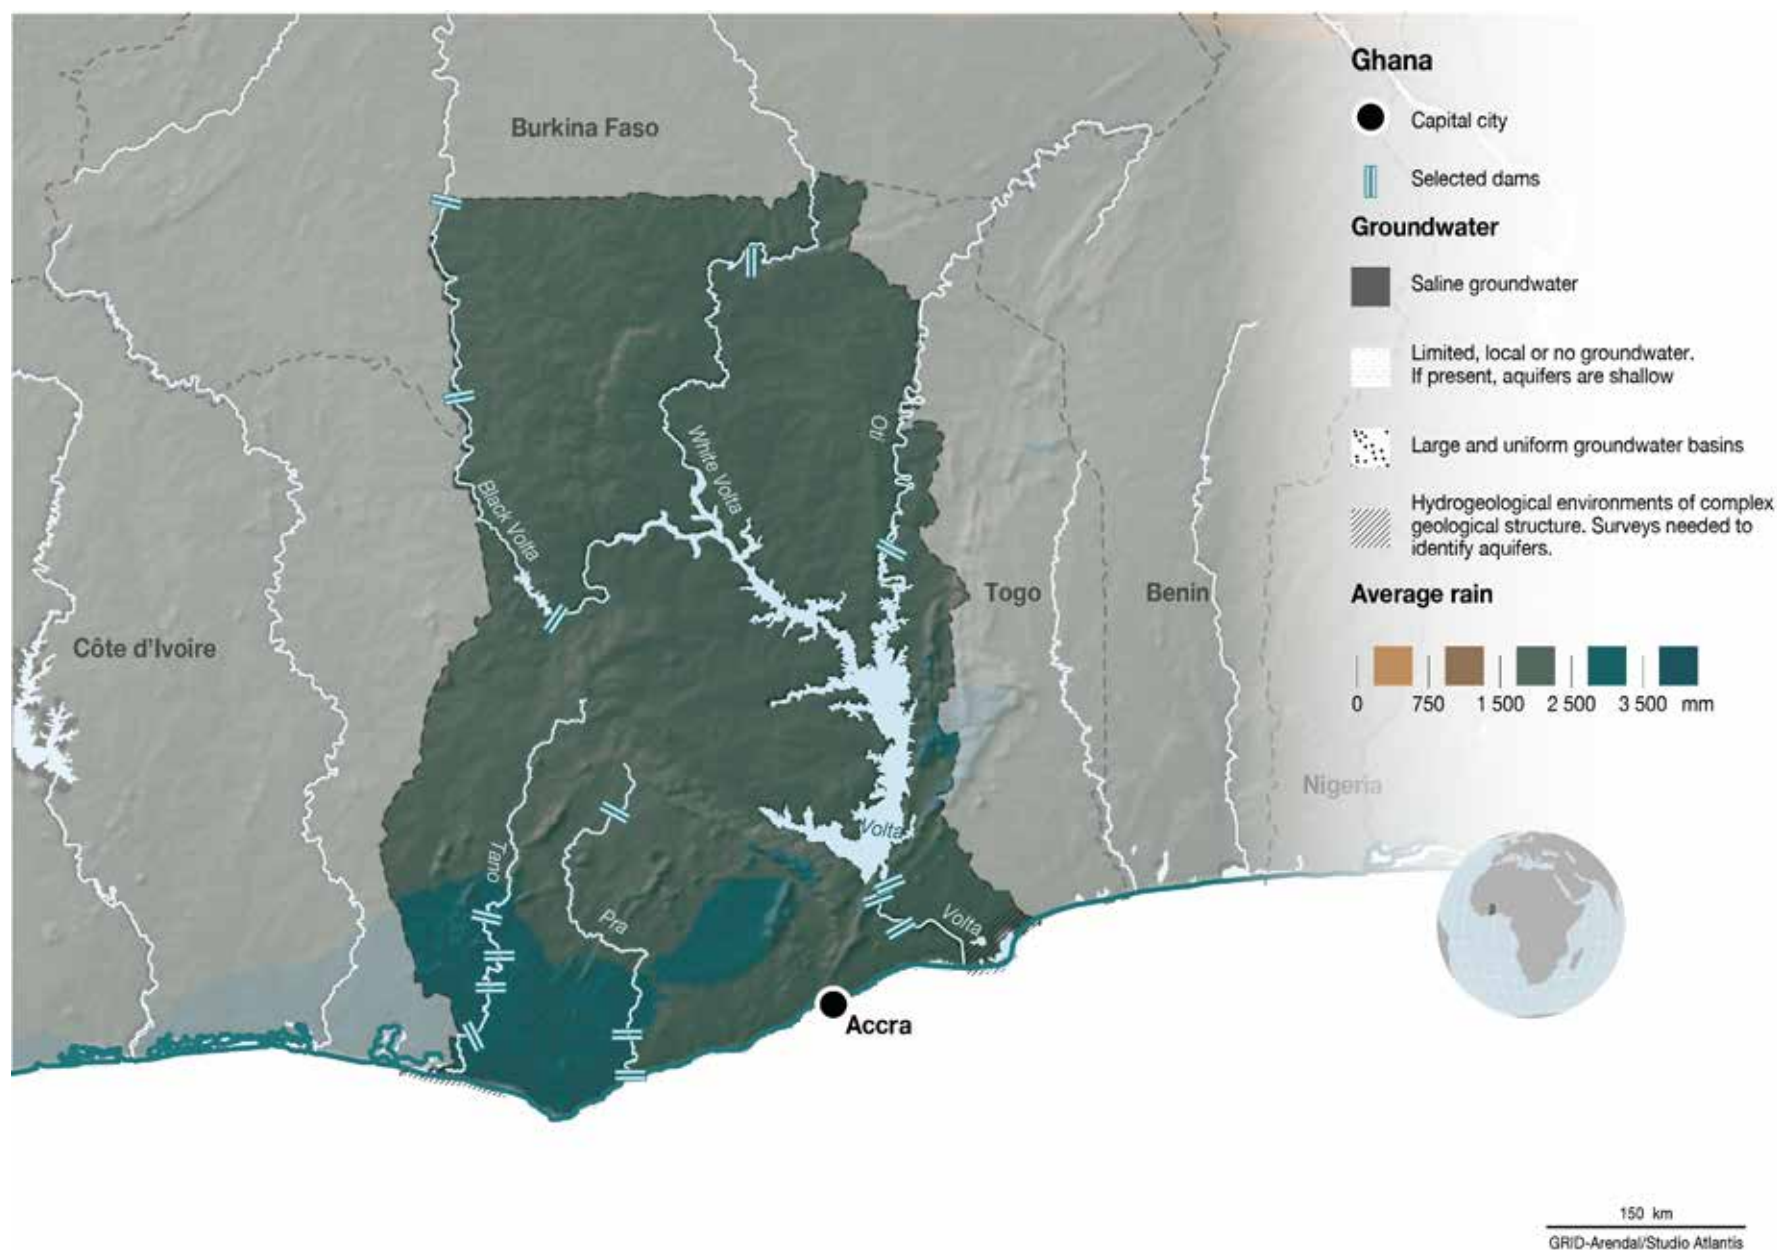 Burkina Faso
Côte d'Ivoire
Togo
Benin
Nigeria
Black Volta
White Volta
Oti
Tano
Pra
Volta
Volta
Accra
Ghana
Capital city
Selected dams
Groundwater
Saline groundwater
Limited, local or no groundwater.
If present, aquifers are shallow
Large and uniform groundwater basins
Hydrogeological environments of complex
geological structure. Surveys needed to
identify aquifers.
Average rain
0 750 1 500 2 500 3 500 mm
150 km
GRID-Arendal/Studio Atlantis